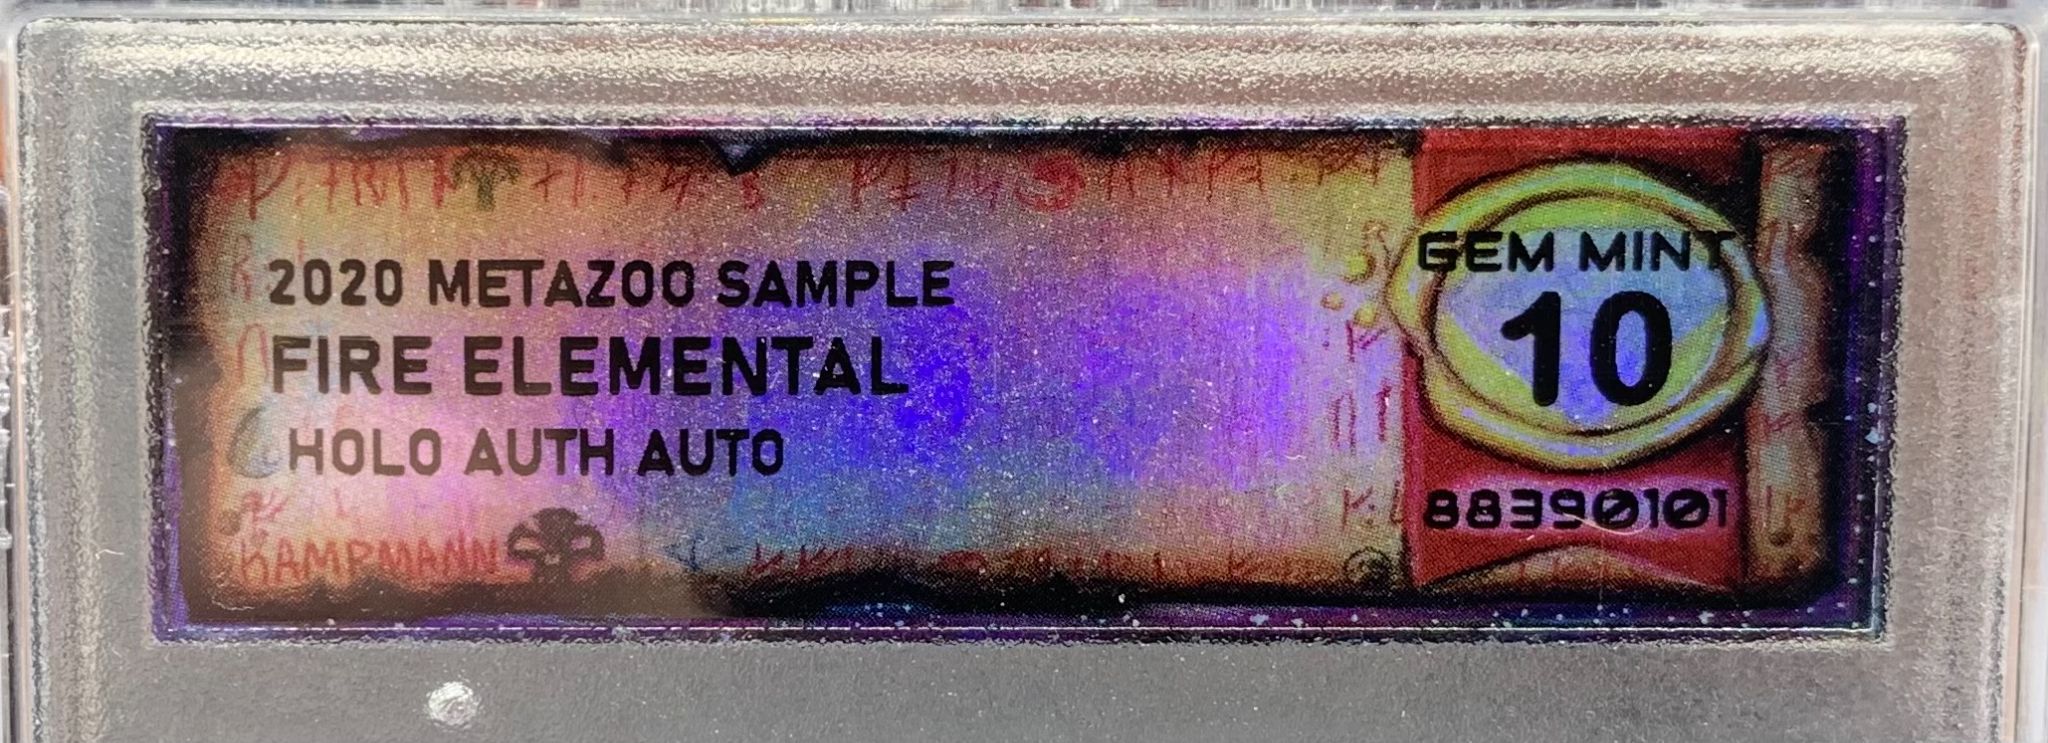 2020 METAZOO SAMPLE
FIRE ELEMENTAL
HOLO AUTH AUTO
KAMPMANN
GEM MINT
10
88390101